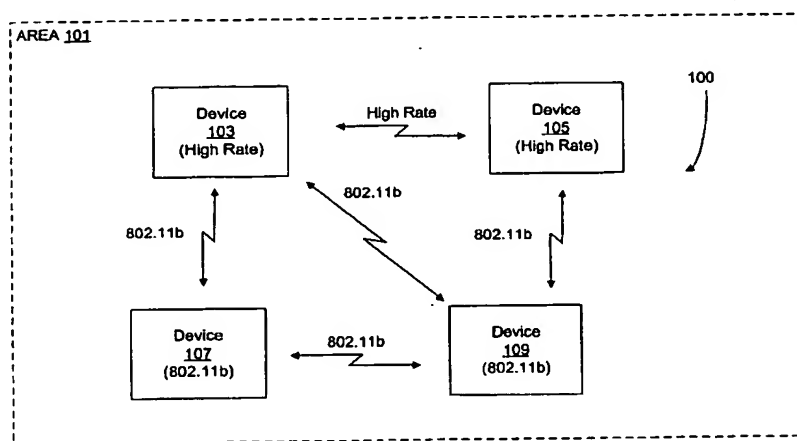 AREA 101
100
Device
103
(High Rate)
High Rate
Device
105
(High Rate)
802.11b
802.11b
802.11b
Device
107
(802.11b)
802.11b
Device
109
(802.11b)